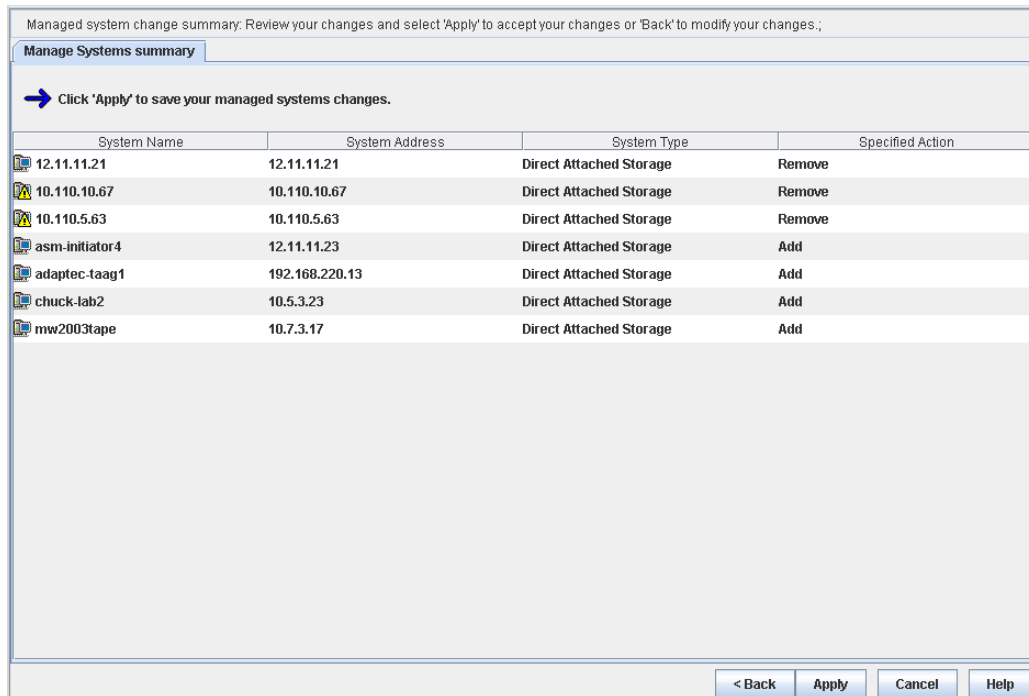 Managed system change summary: Review your changes and select 'Apply' to accept your changes or 'Back' to modify your changes.;
Manage Systems summary
Click 'Apply' to save your managed systems changes.
System Name System Address System Type Specified Action
12.11.11.21 12.11.11.21 Direct Attached Storage Remove
10.110.10.67 10.110.10.67 Direct Attached Storage Remove
10.110.5.63 10.110.5.63 Direct Attached Storage Remove
asm-initiator4 12.11.11.23 Direct Attached Storage Add
adaptec-taag1 192.168.220.13 Direct Attached Storage Add
chuck-lab2 10.5.3.23 Direct Attached Storage Add
mw2003tape 10.7.3.17 Direct Attached Storage Add
< Back Apply Cancel Help